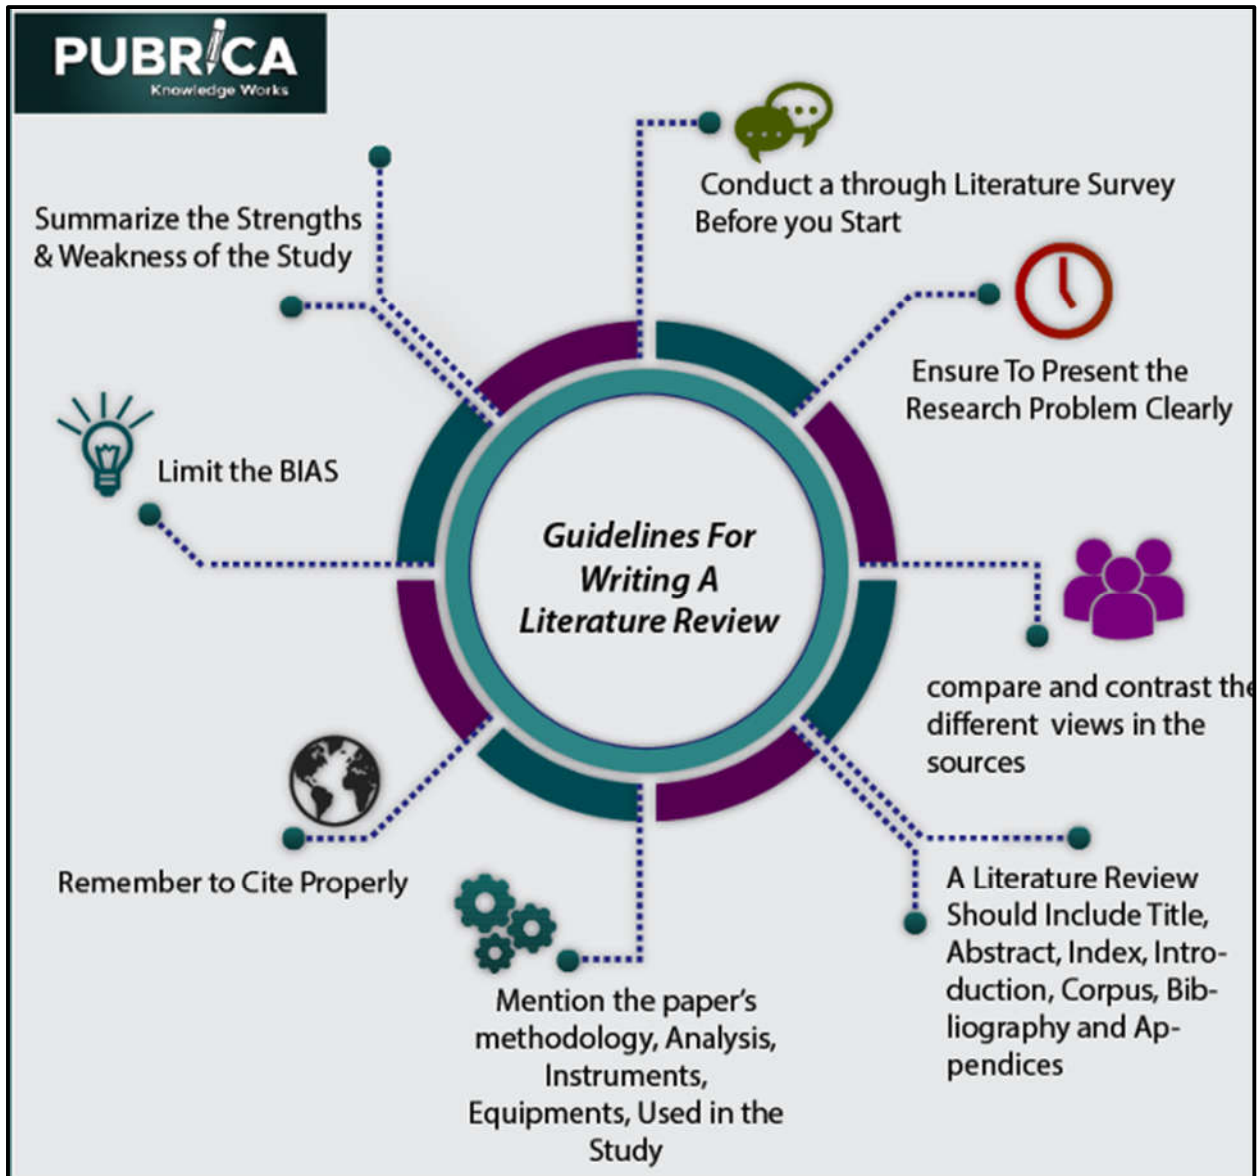 PUBRICA
Knowledge Works
Conduct a through Literature Survey
Before you Start
Ensure To Present the
Research Problem Clearly
compare and contrast the
different views in the
sources
A Literature Review
Should Include Title,
Abstract, Index, Intro-
duction, Corpus, Bib-
liography and Ap-
pendices
Mention the paper's
methodology, Analysis,
Instruments,
Equipments, Used in the
Study
Remember to Cite Properly
Limit the BIAS
Summarize the Strengths
& Weakness of the Study
Guidelines For
Writing A
Literature Review